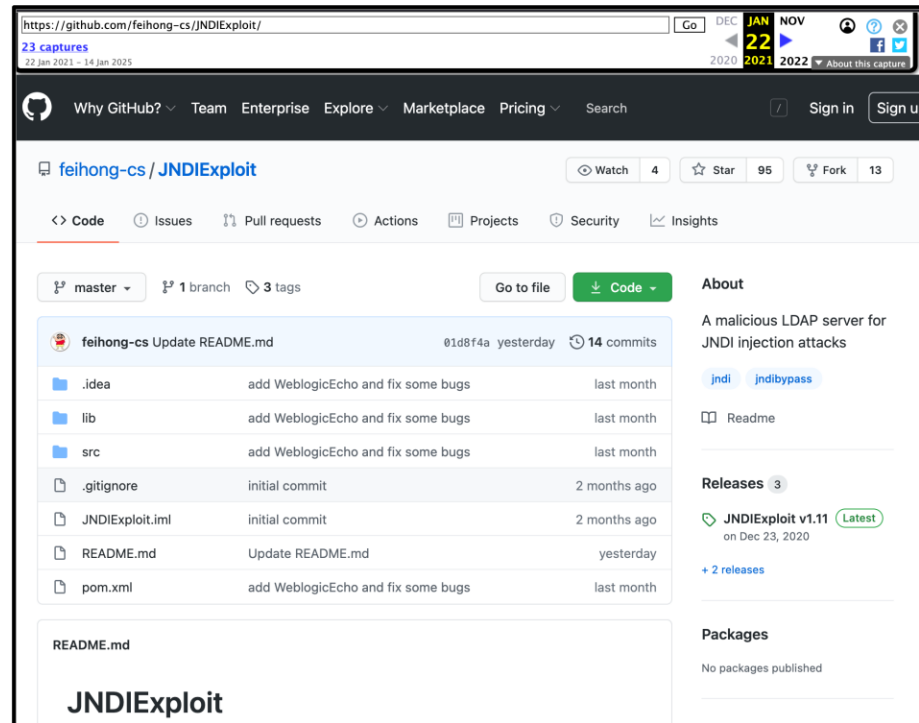 https://github.com/feihong-cs/JNDIExploit/ Go DEC JAN NOV
23 captures 22
22 Jan 2021 – 14 Jan 2025 2020 2021 2022 ▼ About this capture
Why GitHub? Team Enterprise Explore Marketplace Pricing Search / Sign in Sign u
feihong-cs / JNDIExploit Watch 4 Star 95 Fork 13
<> Code Issues Pull requests Actions Projects Security Insights
master 1 branch 3 tags Go to file Code
About
A malicious LDAP server for
JNDI injection attacks
jndi jndibypass
Readme
feihong-cs Update README.md 01d8f4a yesterday 14 commits
.idea add WeblogicEcho and fix some bugs last month
lib add WeblogicEcho and fix some bugs last month
src add WeblogicEcho and fix some bugs last month
.gitignore initial commit 2 months ago
JNDIExploit.iml initial commit 2 months ago
README.md Update README.md yesterday
pom.xml add WeblogicEcho and fix some bugs last month
Releases 3
JNDIExploit v1.11 Latest
on Dec 23, 2020
+ 2 releases
Packages
No packages published
README.md
JNDIExploit